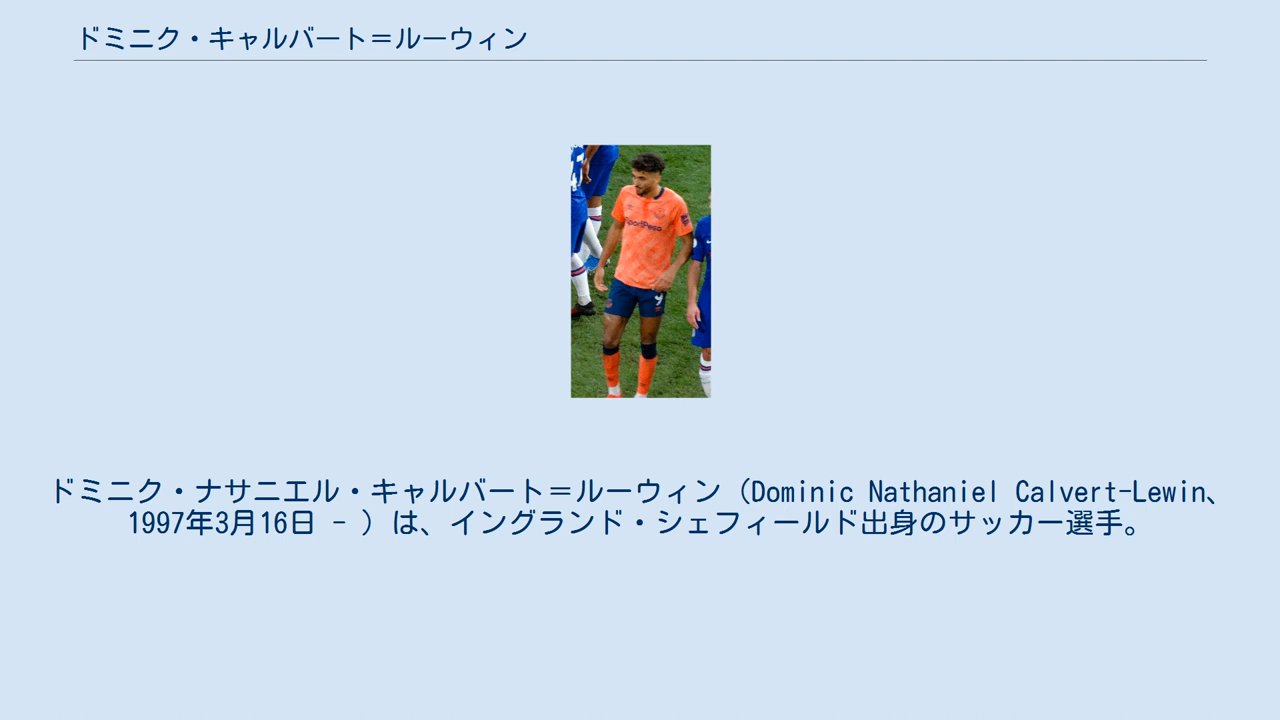 ドミニク・キャルバート＝ルーウィン
SportPesa
9
ドミニク・ナサニエル・キャルバート＝ルーウィン（Dominic Nathaniel Calvert-Lewin、
1997年3月16日 - ）は、イングランド・シェフィールド出身のサッカー選手。